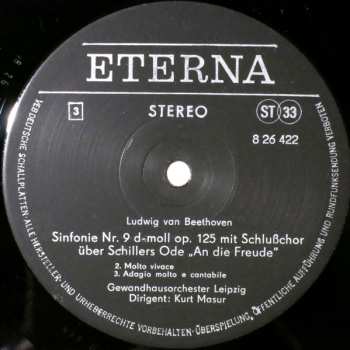 ETERNA
3
STEREO
ST 33
8 26 422
Ludwig van Beethoven
Sinfonie Nr. 9 d-moll op. 125 mit Schlußchor
über Schillers Ode „An die Freude"
2. Molto vivace
3. Adagio molto e cantabile
Gewandhausorchester Leipzig
Dirigent: Kurt Masur
VEB DEUTSCHE SCHALLPLATTEN · ALLE HERSTELLER- UND URHEBERRECHTE VORBEHALTEN · ÜBERSPIELUNG, ÖFFENTLICHE AUFFÜHRUNG UND RUNDFUNKSENDUNG VERBOTEN